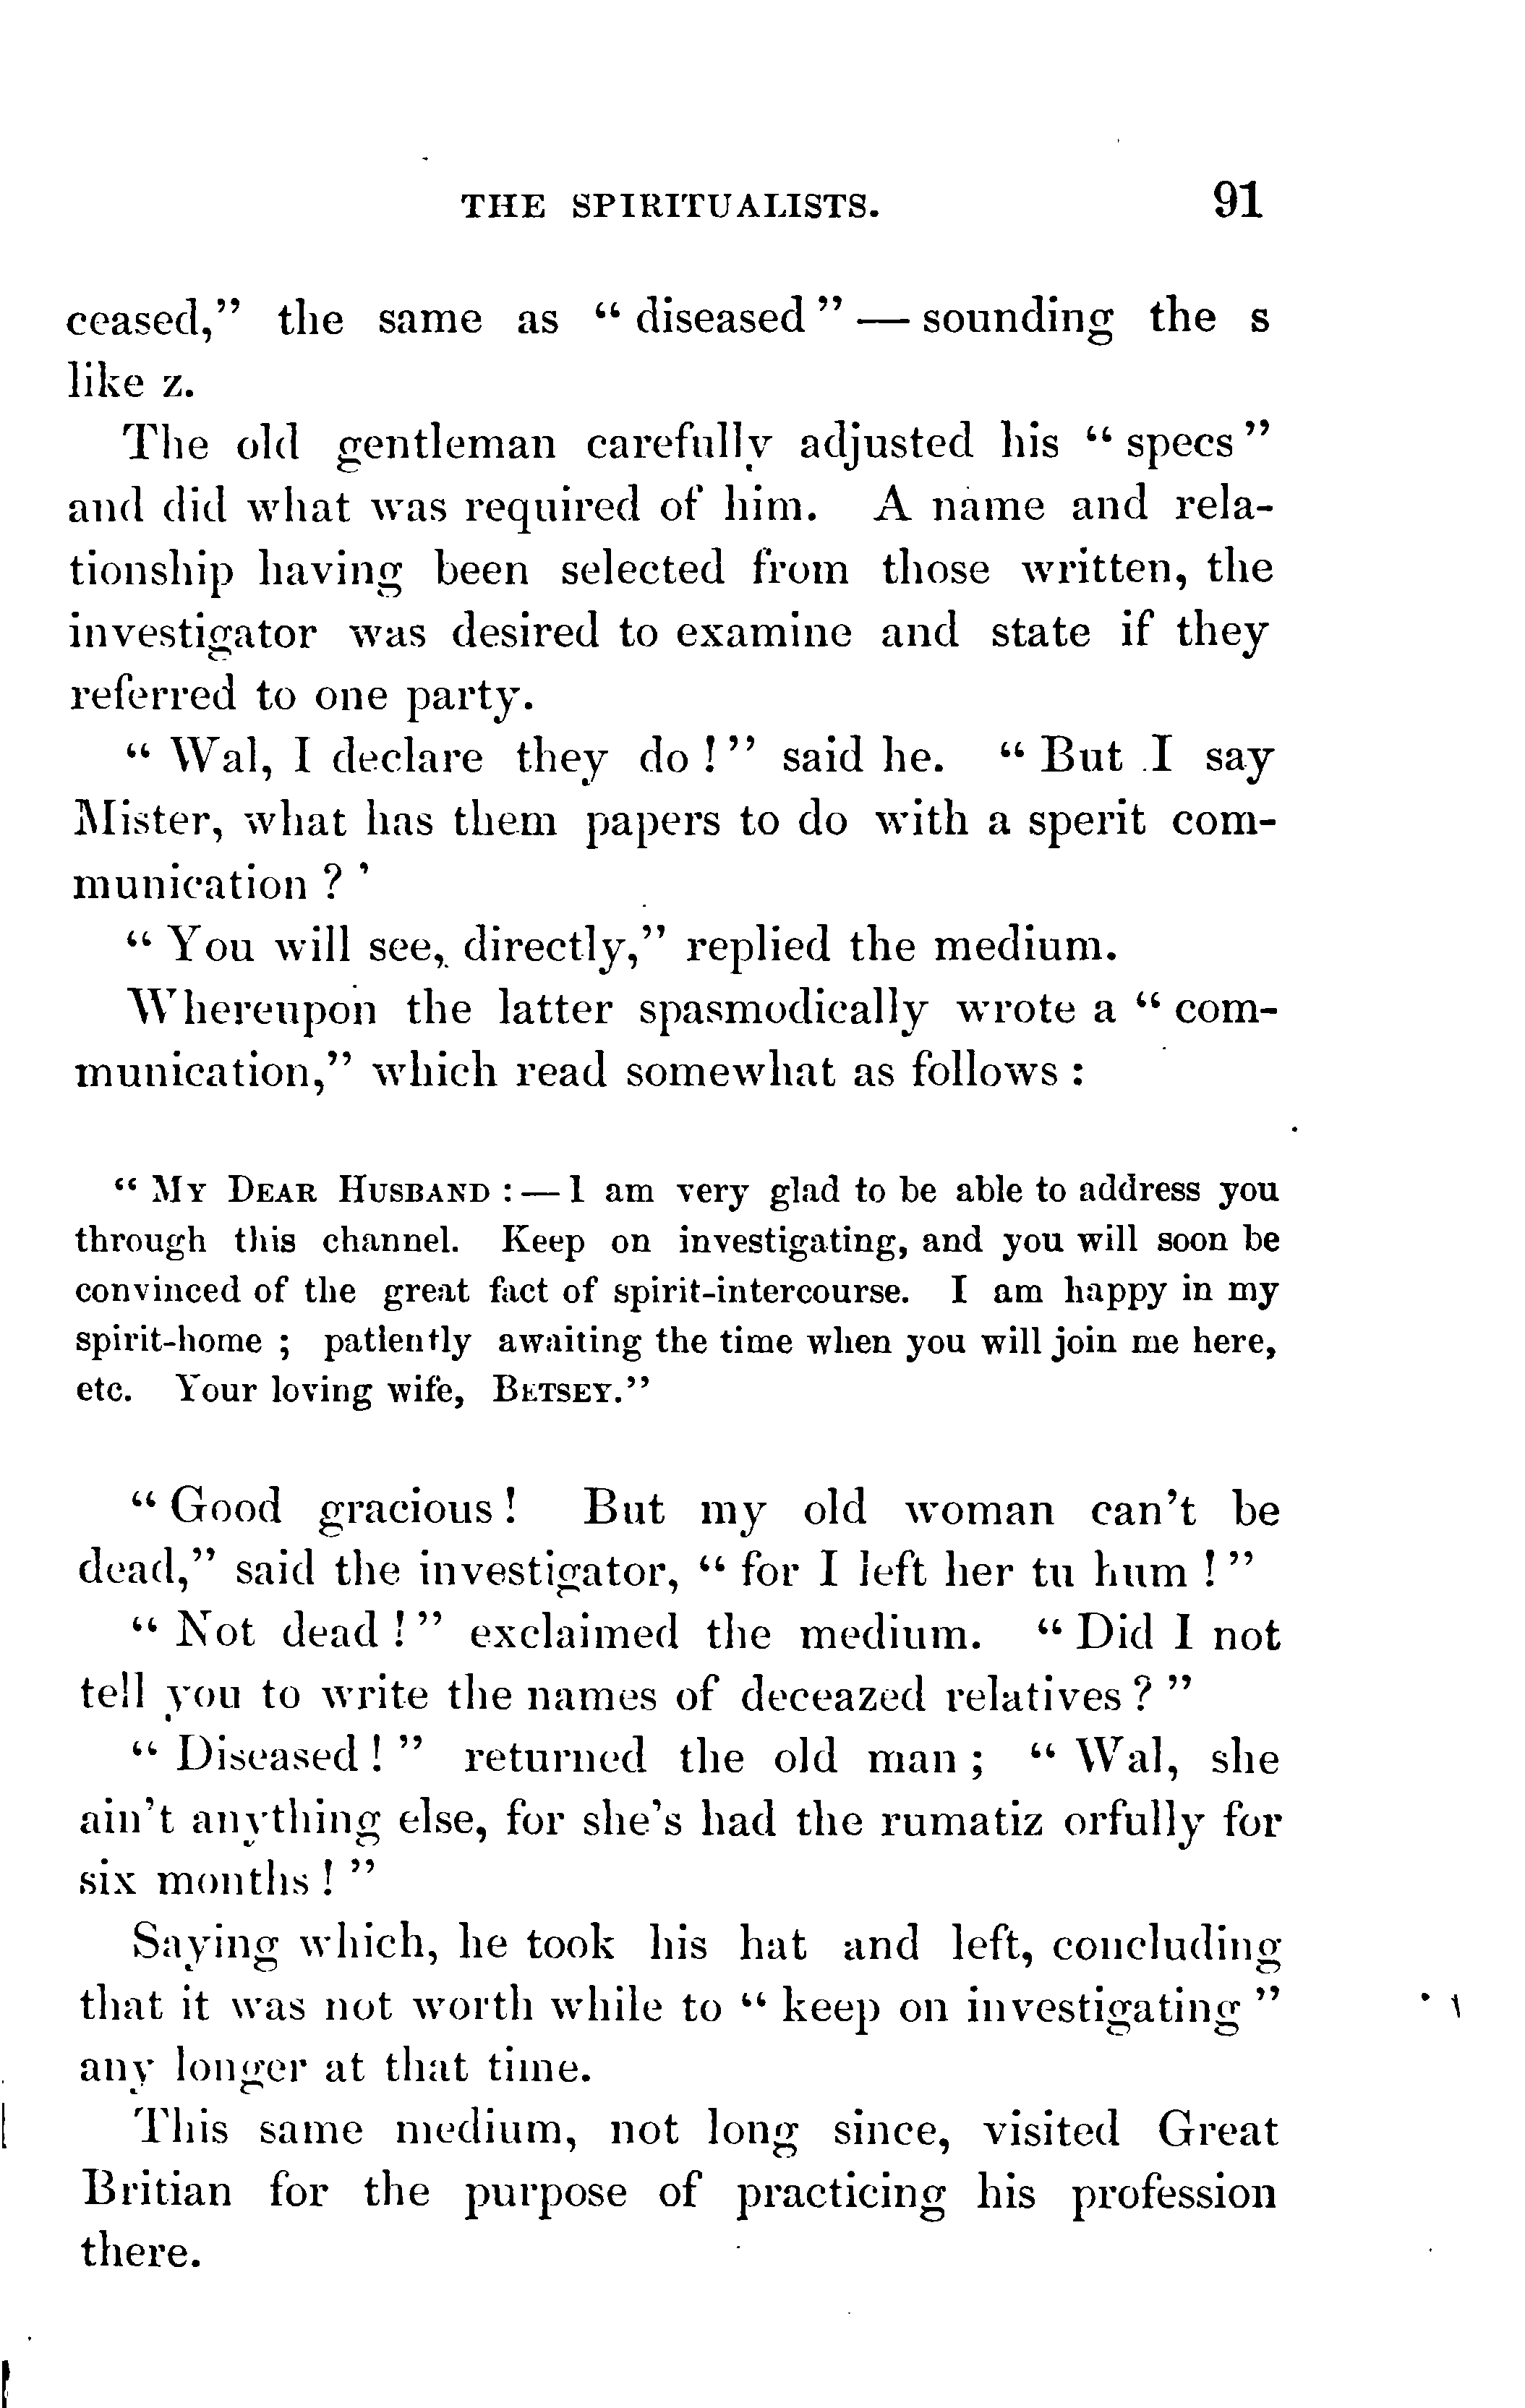 THE SPIRITUALISTS. 91
ceased," the same as "diseased"—sounding the s
like z.
The old gentleman carefully adjusted his "specs"
and did what was required of him. A name and rela-
tionship having been selected from those written, the
investigator was desired to examine and state if they
referred to one party.
"Wal, I declare they do!" said he. "But I say
Mister, what has them papers to do with a sperit com-
munication?'
"You will see, directly," replied the medium.
Whereupon the latter spasmodically wrote a "com-
munication," which read somewhat as follows:
"MY DEAR HUSBAND:—I am very glad to be able to address you
through this channel. Keep on investigating, and you will soon be
convinced of the great fact of spirit-intercourse. I am happy in my
spirit-home; patiently awaiting the time when you will join me here,
etc. Your loving wife, BETSEY."
"Good gracious! But my old woman can't be
dead," said the investigator, "for I left her tu hum!"
"Not dead!" exclaimed the medium. "Did I not
tell you to write the names of deceazed relatives?"
"Diseased!" returned the old man; "Wal, she
ain't anything else, for she's had the rumatiz orfully for
six months!"
Saying which, he took his hat and left, concluding
that it was not worth while to "keep on investigating"
any longer at that time.
This same medium, not long since, visited Great
Britian for the purpose of practicing his profession
there.